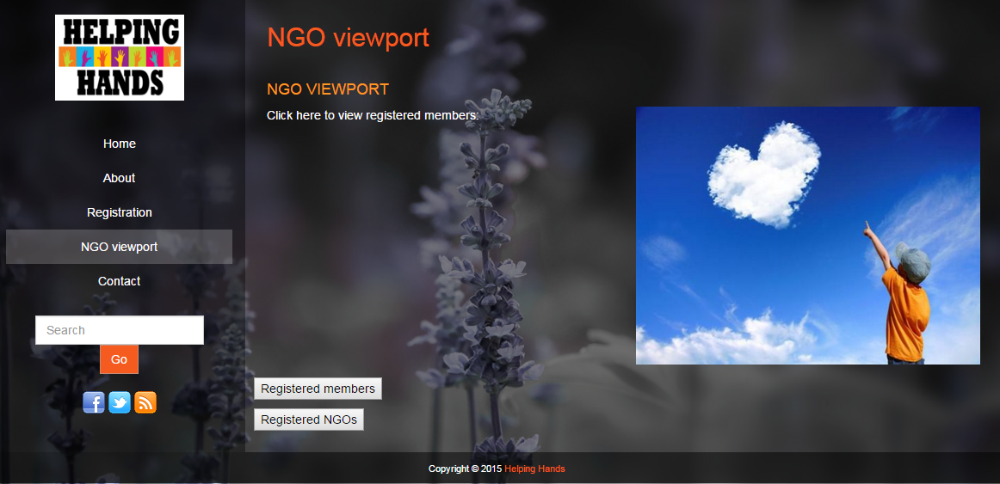 HELPING
HANDS
Home
About
Registration
NGO viewport
Contact
Search
Go
NGO viewport
NGO VIEWPORT
Click here to view registered members:
Registered members
Registered NGOs
Copyright © 2015 Helping Hands